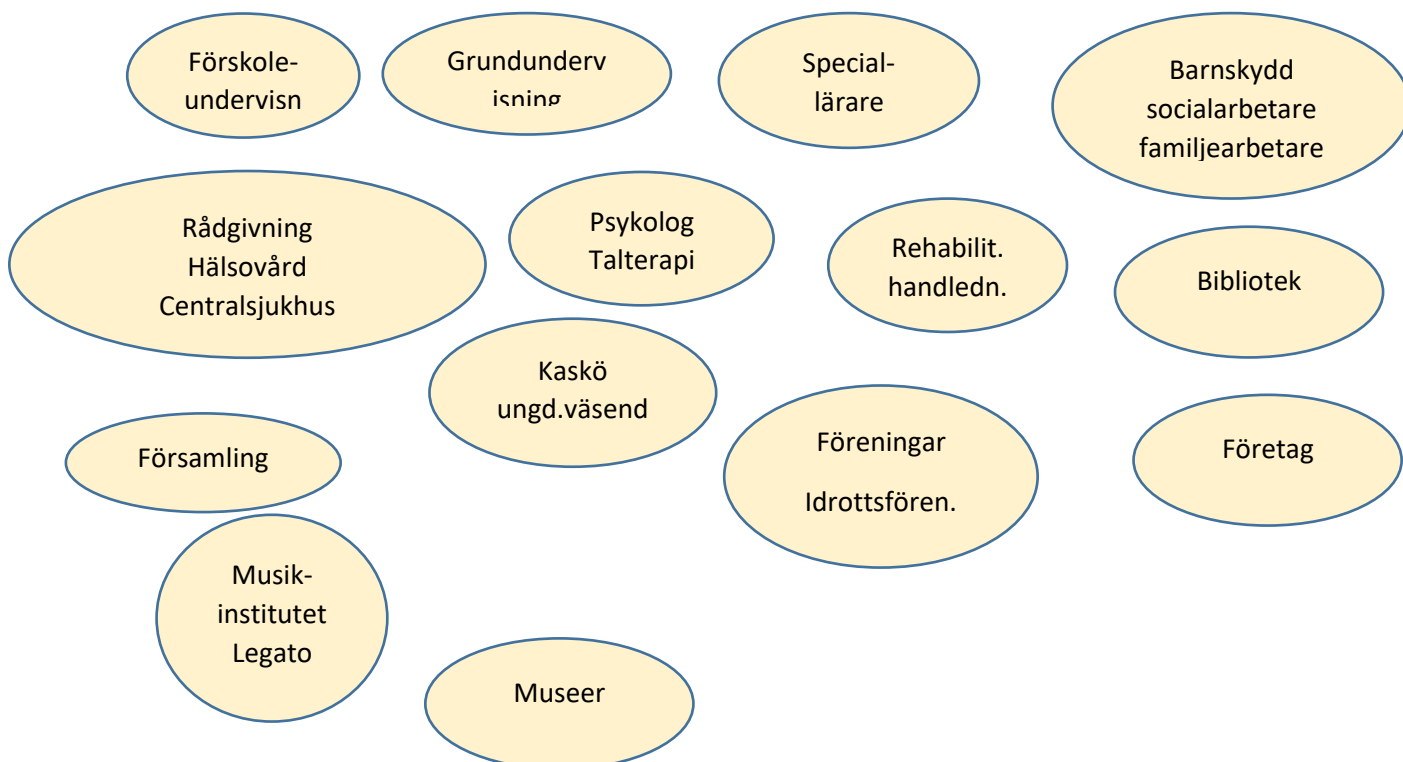 Förskole-
undervisn
Grundunderv
isning
Special-
lärare
Barnskydd
socialarbetare
familjearbetare
Rådgivning
Hälsovård
Centralsjukhus
Psykolog
Talterapi
Rehabilit.
handledn.
Bibliotek
Kaskö
ungd.väsend
Församling
Föreningar
Idrottsfören.
Företag
Musik-
institutet
Legato
Museer